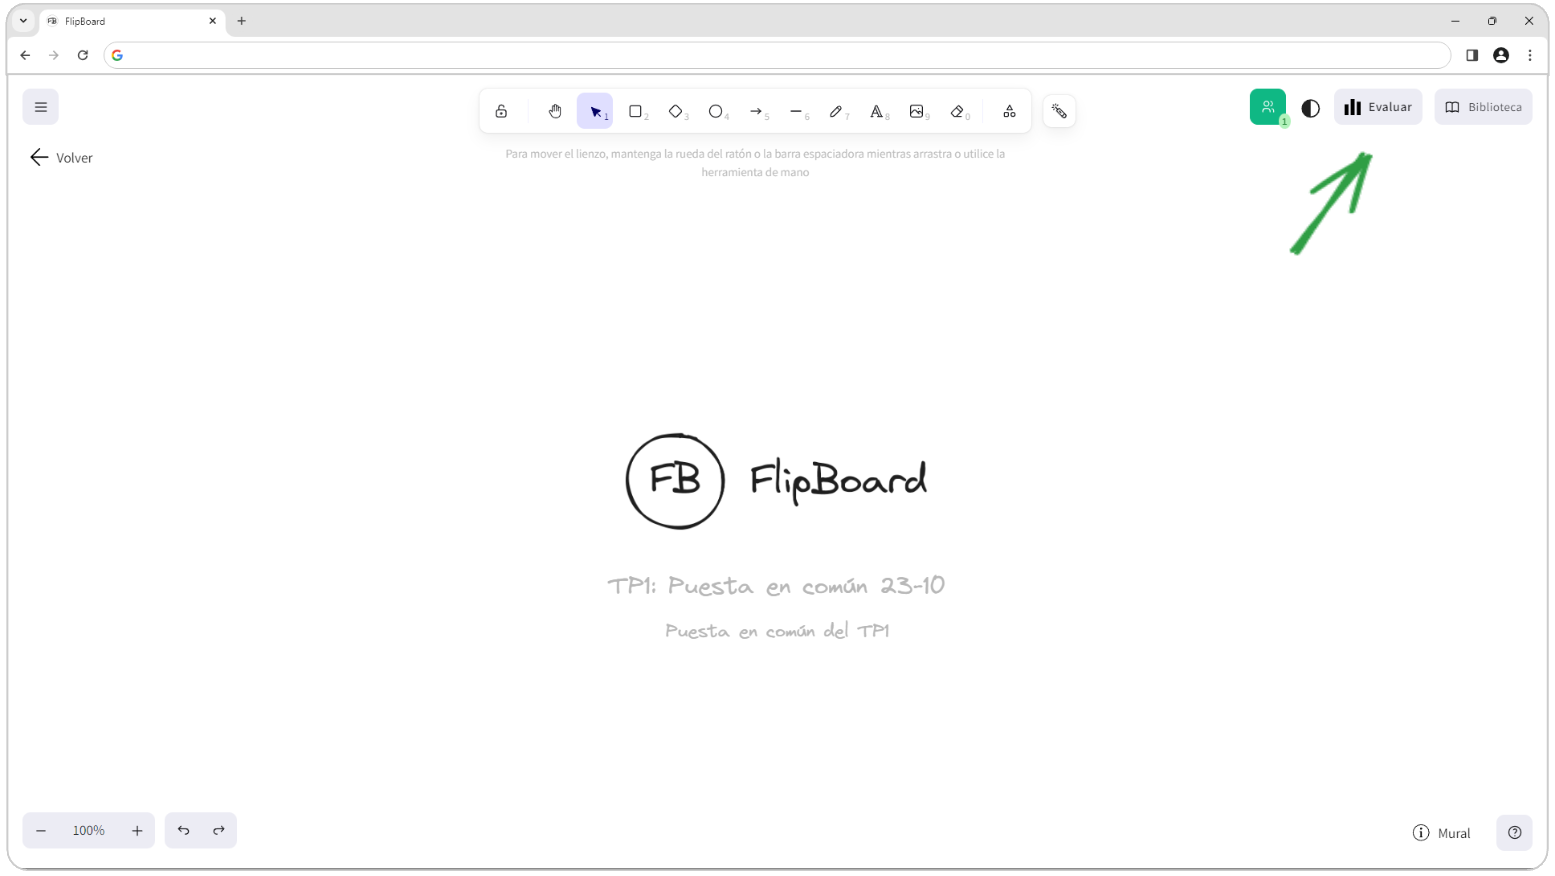 FB FlipBoard
1 2 3 4 5 6 7 8 9 0
1
Evaluar
Biblioteca
Volver
Para mover el lienzo, mantenga la rueda del ratón o la barra espaciadora mientras arrastra o utilice la
herramienta de mano
FB FlipBoard
TP1: Puesta en común 23-10
Puesta en común del TP1
100%
Mural